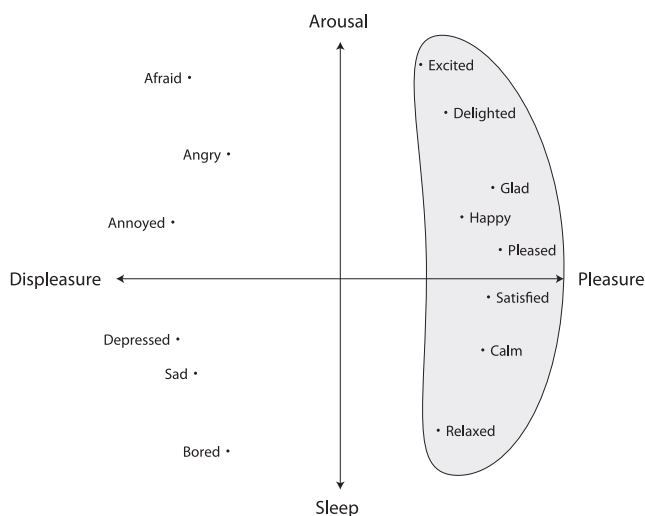 Arousal
Excited
Afraid
Delighted
Angry
Glad
Happy
Annoyed
Pleased
Displeasure
Pleasure
Satisfied
Depressed
Calm
Sad
Relaxed
Bored
Sleep